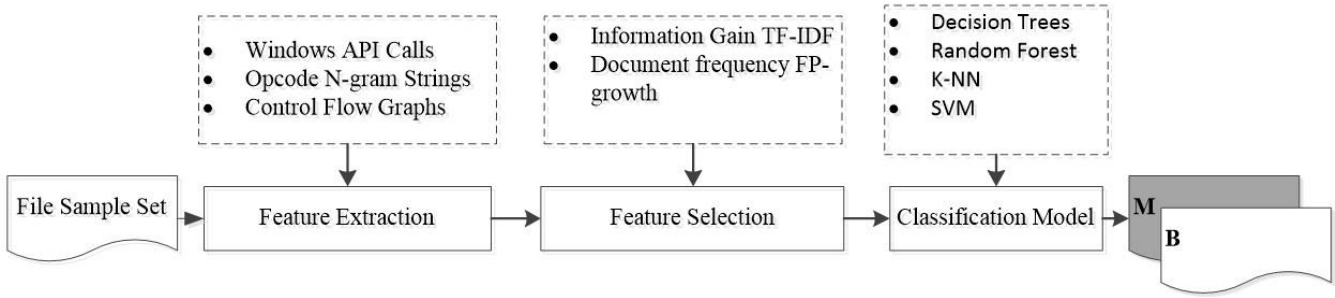 • Windows API Calls
• Opcode N-gram Strings
• Control Flow Graphs
• Information Gain TF-IDF
• Document frequency FP-
growth
• Decision Trees
• Random Forest
• K-NN
• SVM
File Sample Set
Feature Extraction
Feature Selection
Classification Model
M
B